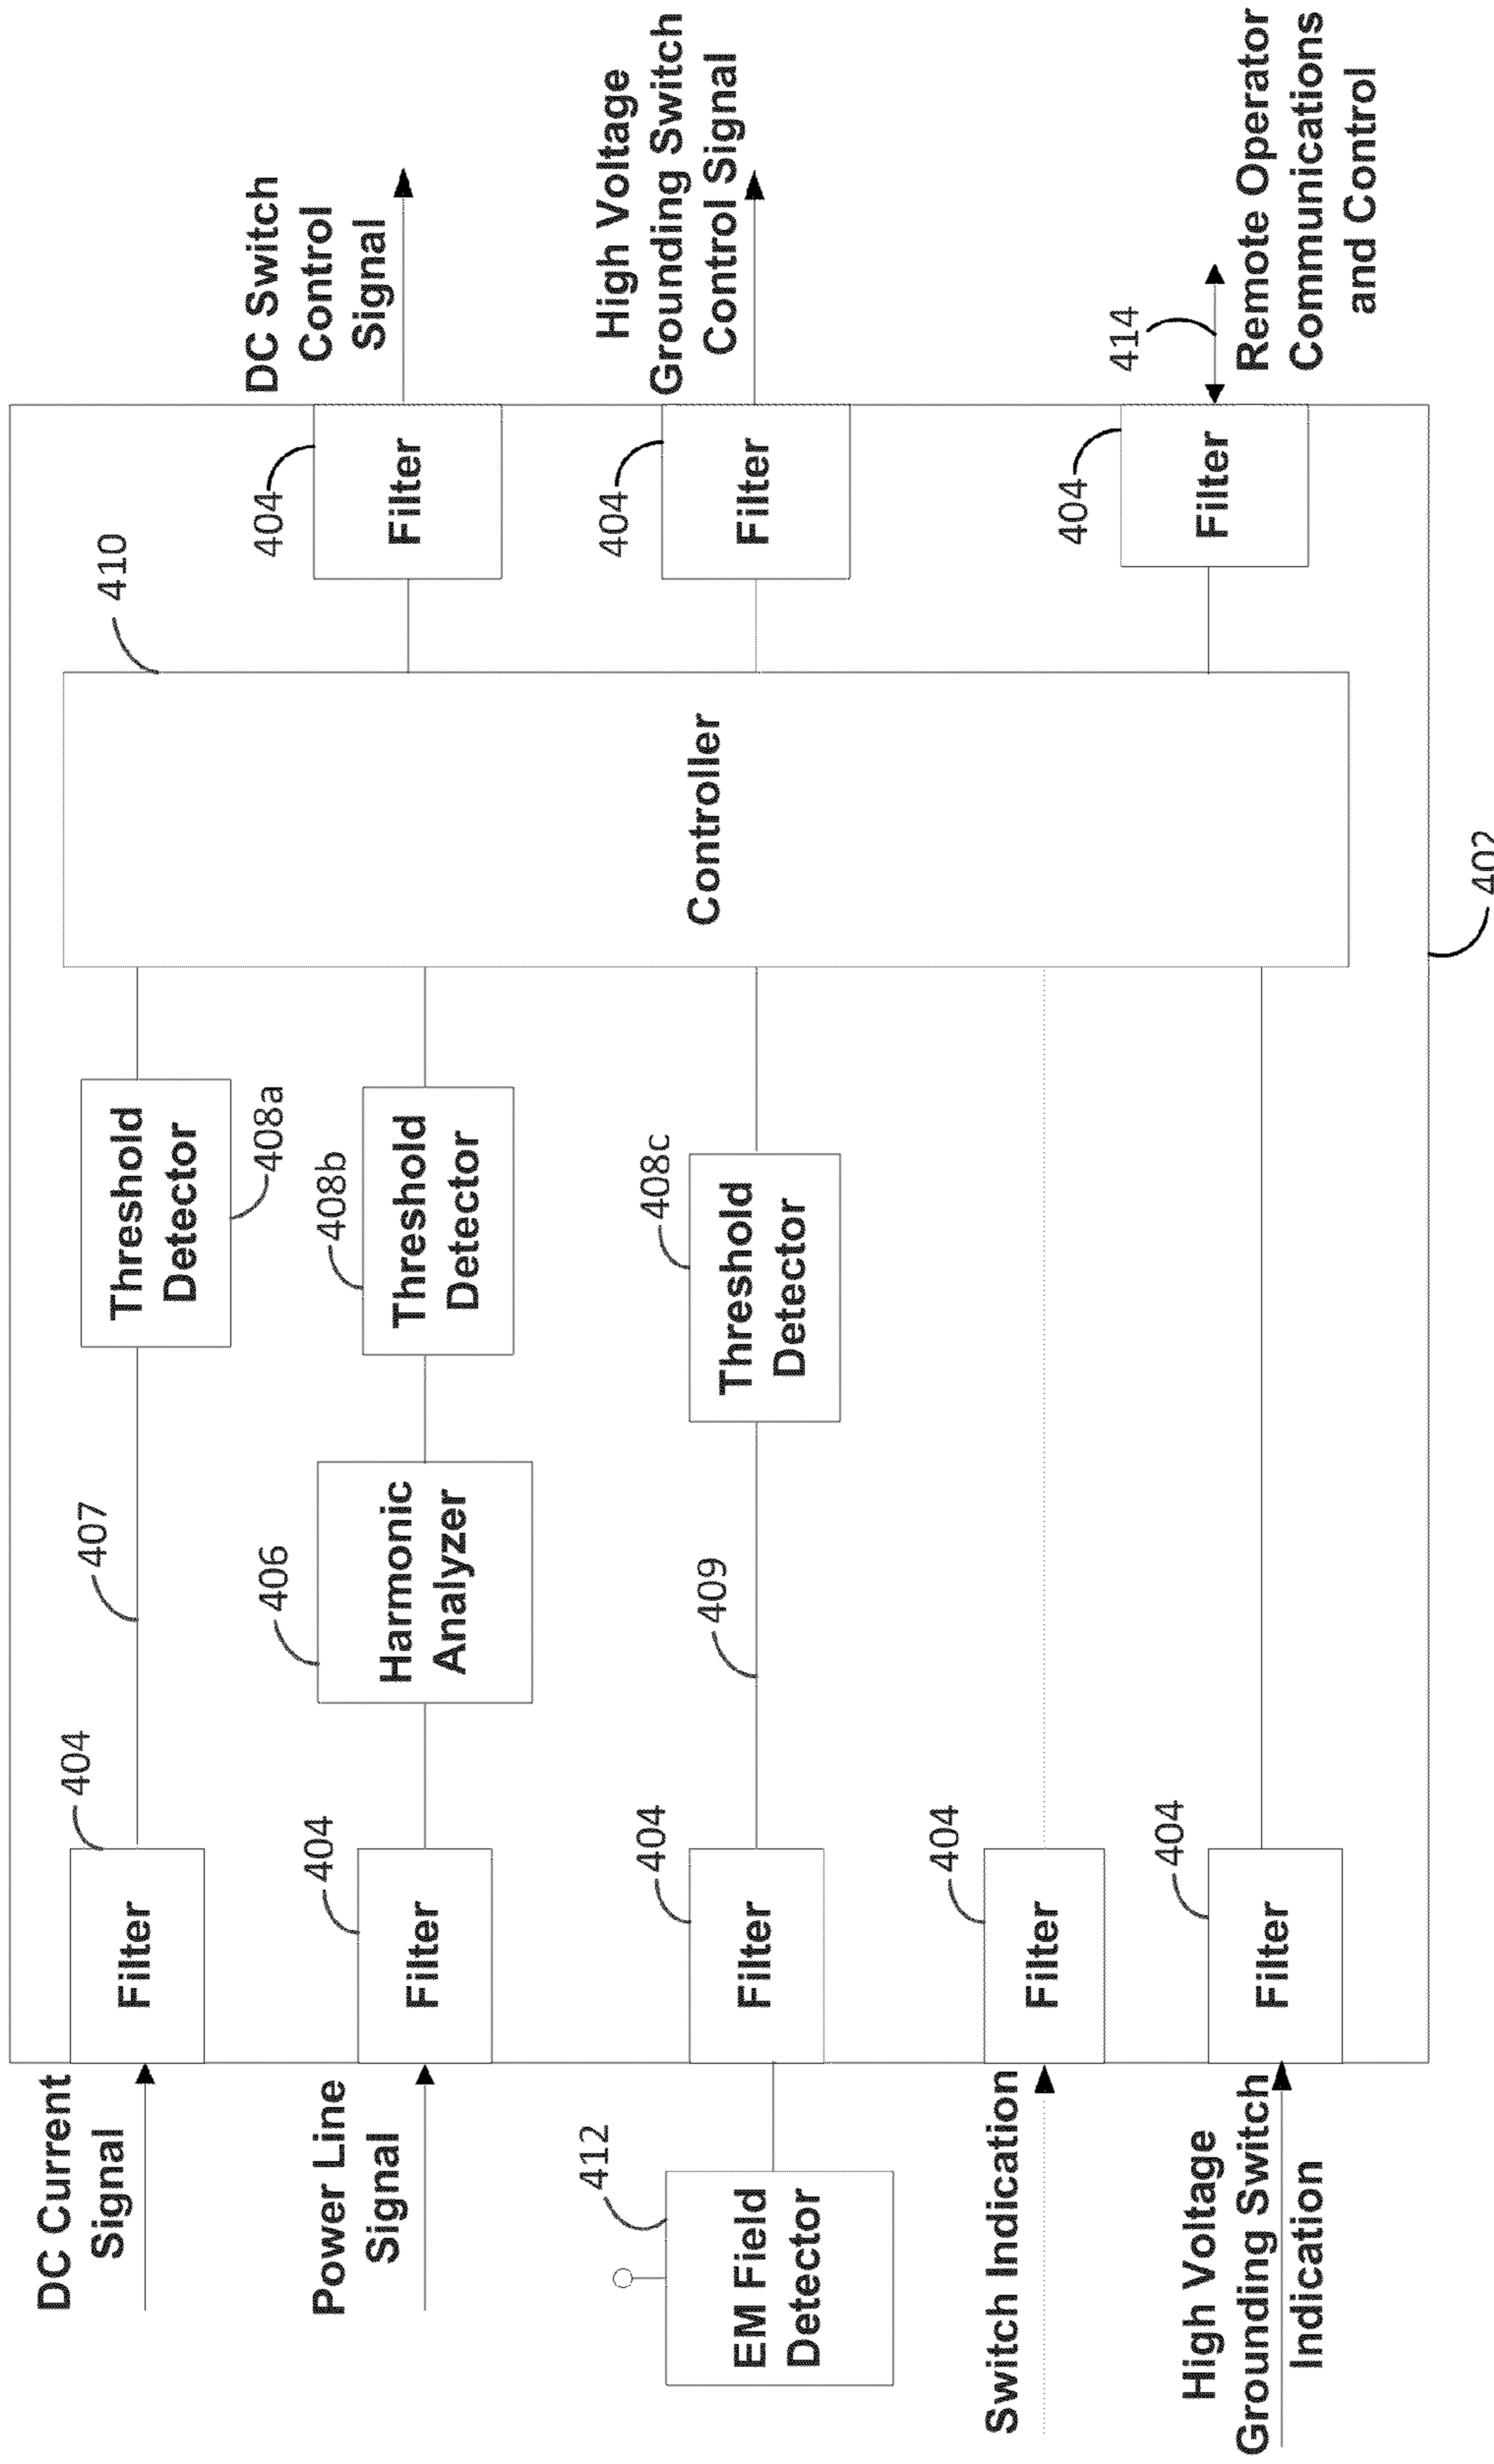 DC Current
Signal
404
Filter
407
Threshold
Detector
408a
Power Line
Signal
404
Filter
406
Harmonic
Analyzer
408b
Threshold
Detector
412
EM Field
Detector
404
Filter
409
408c
Threshold
Detector
Switch Indication
404
Filter
High Voltage
Grounding Switch
Indication
404
Filter
410
Controller
404
Filter
DC Switch
Control
Signal
404
Filter
High Voltage
Grounding Switch
Control Signal
404
Filter
414
Remote Operator
Communications
and Control
402